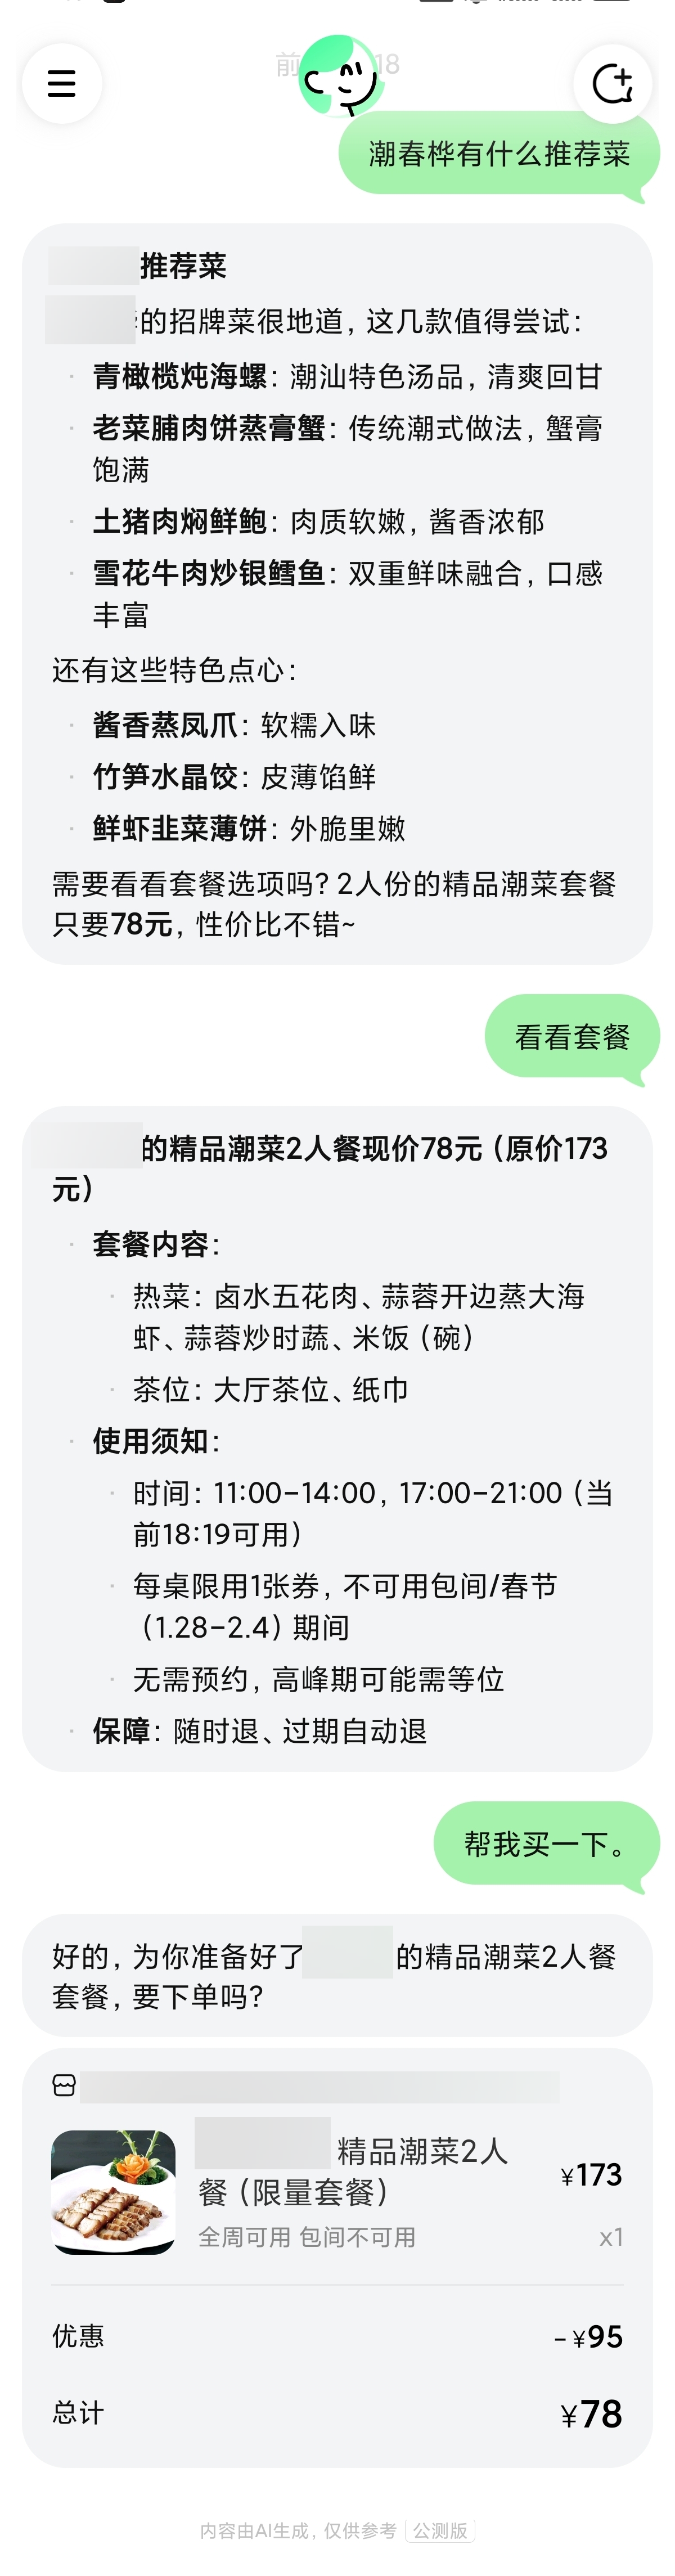 前
18
潮春桦有什么推荐菜
推荐菜
的招牌菜很地道，这几款值得尝试：
· 青橄榄炖海螺：潮汕特色汤品，清爽回甘
· 老菜脯肉饼蒸膏蟹：传统潮式做法，蟹膏
饱满
· 土猪肉焖鲜鲍：肉质软嫩，酱香浓郁
· 雪花牛肉炒银鳕鱼：双重鲜味融合，口感
丰富
还有这些特色点心：
· 酱香蒸凤爪：软糯入味
· 竹笋水晶饺：皮薄馅鲜
· 鲜虾韭菜薄饼：外脆里嫩
需要看看套餐选项吗？2人份的精品潮菜套餐
只要78元，性价比不错~
看看套餐
的精品潮菜2人餐现价78元（原价173
元）
· 套餐内容：
· 热菜：卤水五花肉、蒜蓉开边蒸大海
虾、蒜蓉炒时蔬、米饭（碗）
· 茶位：大厅茶位、纸巾
· 使用须知：
· 时间：11:00-14:00，17:00-21:00（当
前18:19可用）
· 每桌限用1张券，不可用包间/春节
（1.28-2.4）期间
· 无需预约，高峰期可能需等位
· 保障：随时退、过期自动退
帮我买一下。
好的，为你准备好了 的精品潮菜2人餐
套餐，要下单吗？
精品潮菜2人
餐（限量套餐）
¥173
全周可用 包间不可用
x1
优惠
-¥95
总计
¥78
内容由AI生成，仅供参考 公测版